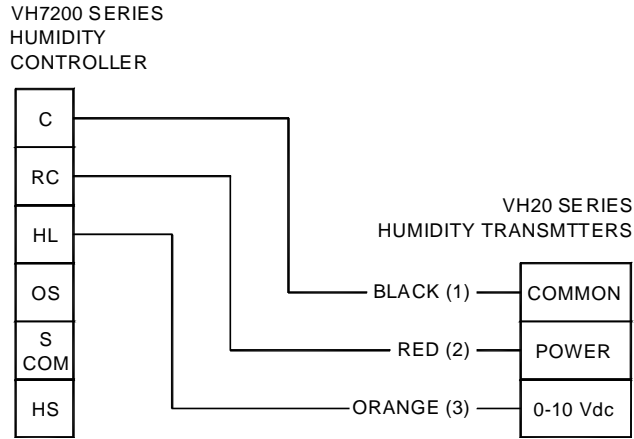 VH7200 SERIES
HUMIDITY
CONTROLLER
C
RC
HL
OS
S
COM
HS
VH20 SERIES
HUMIDITY TRANSMTTERS
BLACK (1)
COMMON
RED (2)
POWER
ORANGE (3)
0-10 Vdc